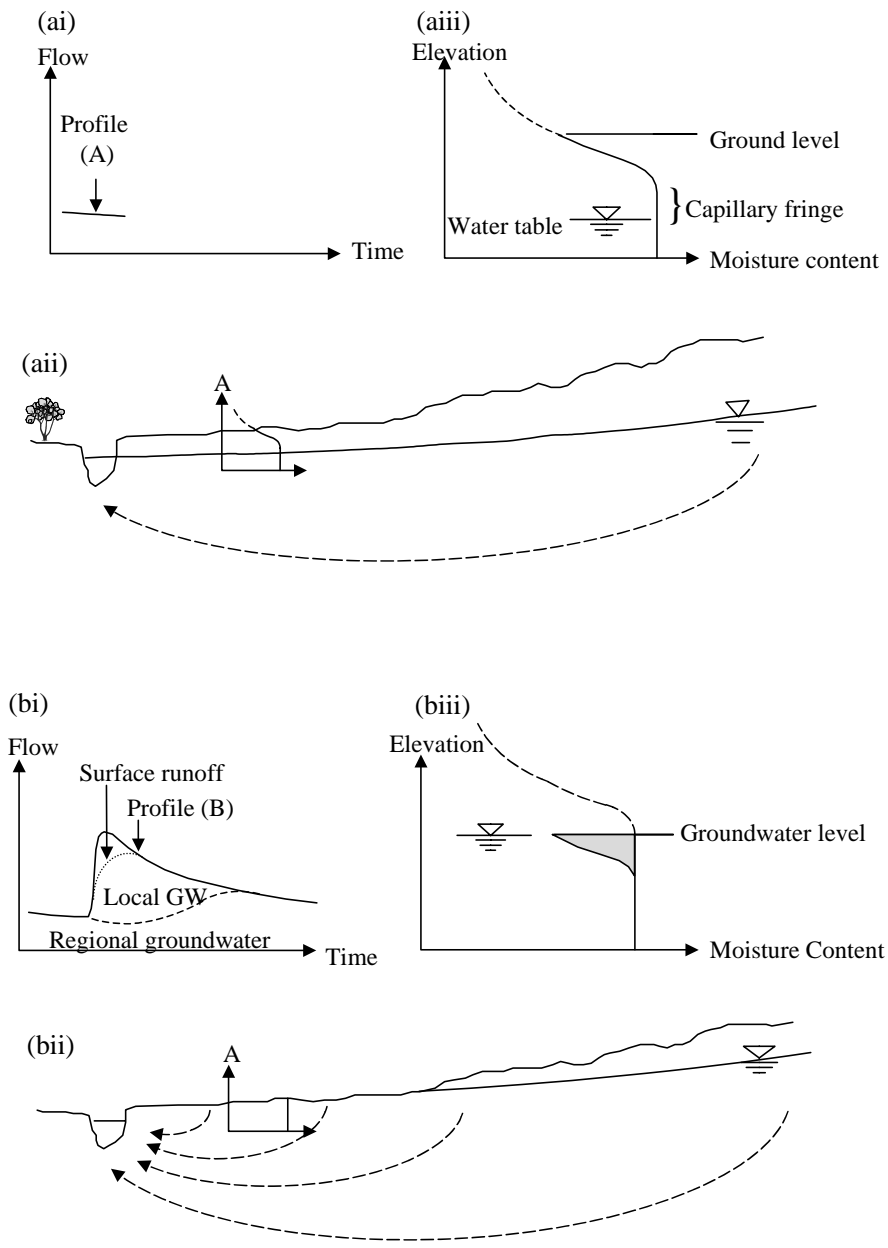 (ai)
Flow
Profile
(A)
Time
(aiii)
Elevation
Ground level
Capillary fringe
Water table
Moisture content
(aii)
A
(bi)
Flow
Surface runoff
Profile (B)
Local GW
Regional groundwater
Time
(biii)
Elevation
Groundwater level
Moisture Content
(bii)
A